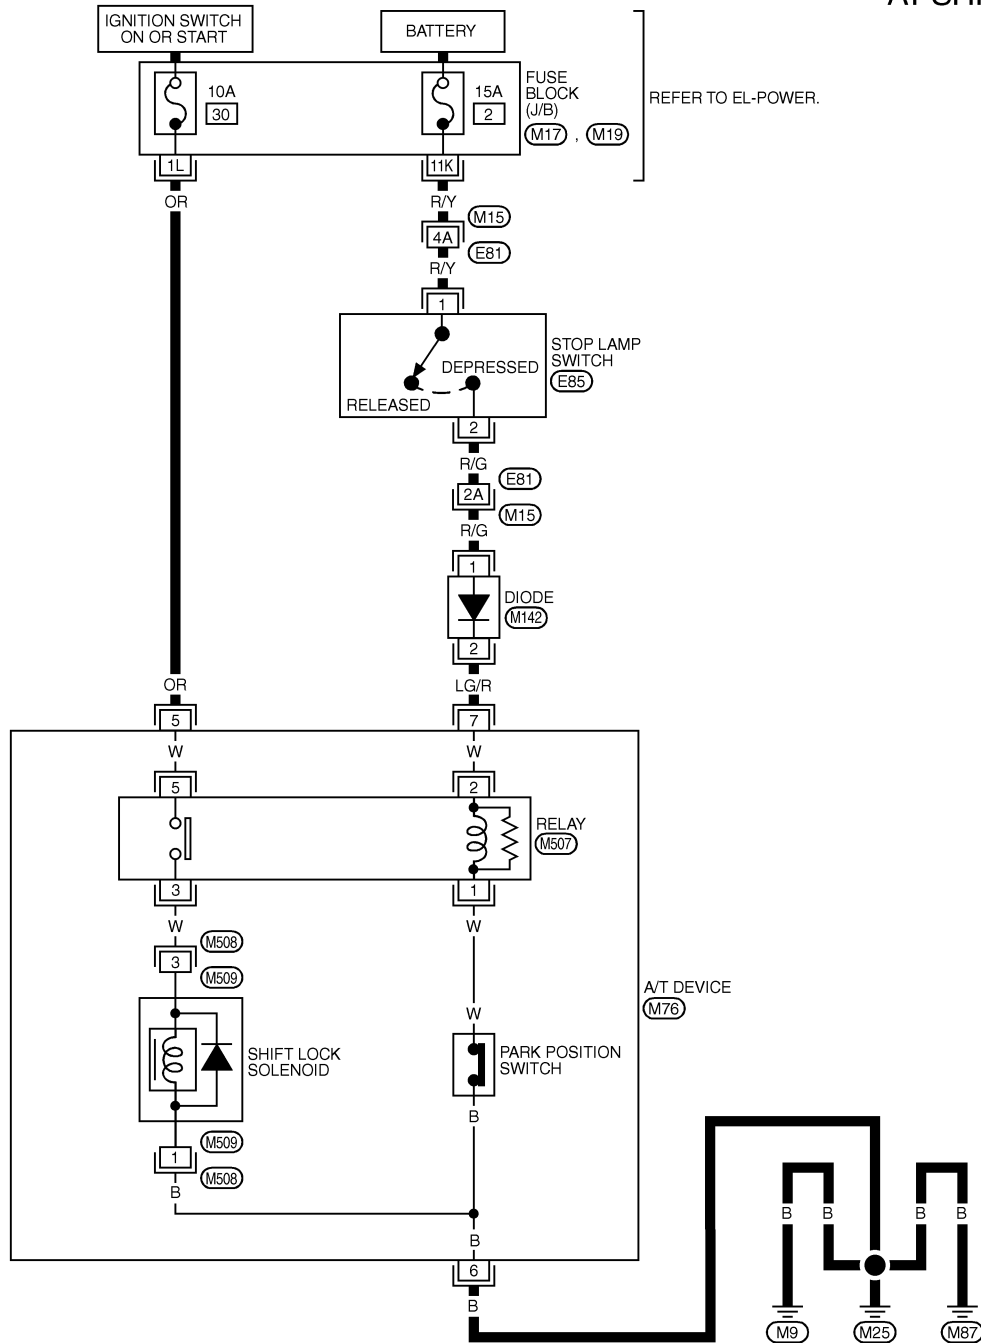 IGNITION SWITCH
ON OR START
BATTERY
10A
30
15A
2
FUSE
BLOCK
(J/B)
M17 , M19
REFER TO EL-POWER.
1L
11K
OR
R/Y
M15
4A
E81
R/Y
1
STOP LAMP
SWITCH
E85
DEPRESSED
RELEASED
2
R/G
E81
2A
M15
R/G
1
DIODE
M142
2
OR
LG/R
5
7
W
W
5
2
RELAY
M507
3
1
W
W
M508
3
M509
A/T DEVICE
M76
W
SHIFT LOCK
SOLENOID
PARK POSITION
SWITCH
B
M509
1
M508
B
B
6
B
B
B
B
B
M9
M25
M87